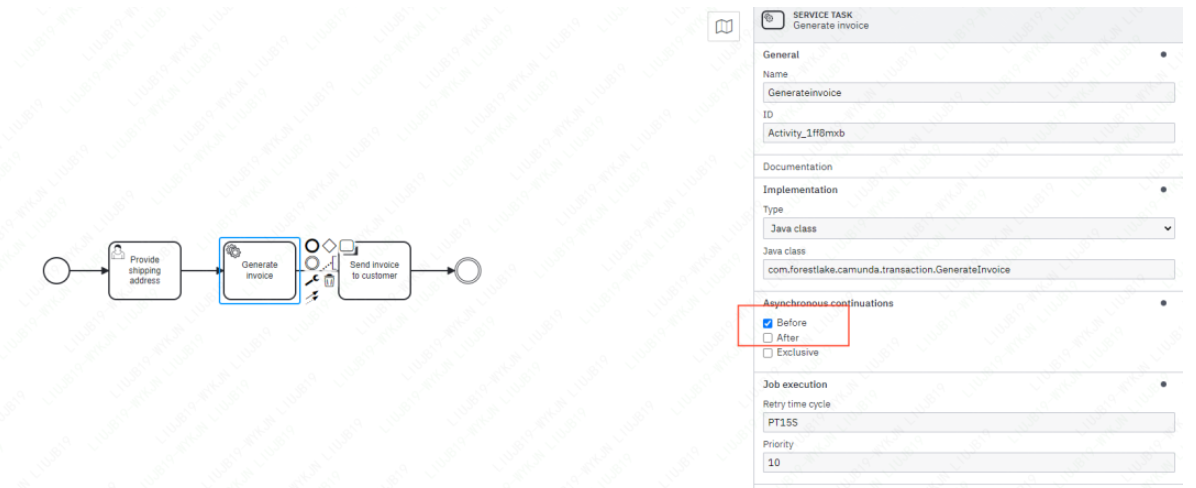 Provide
shipping
address
Generate
invoice
Send invoice
to customer
SERVICE TASK
Generate invoice
General
Name
Generateinvoice
ID
Activity_1ff8mxb
Documentation
Implementation
Type
Java class
Java class
com.forestlake.camunda.transaction.GenerateInvoice
Asynchronous continuations
Before
After
Exclusive
Job execution
Retry time cycle
PT15S
Priority
10